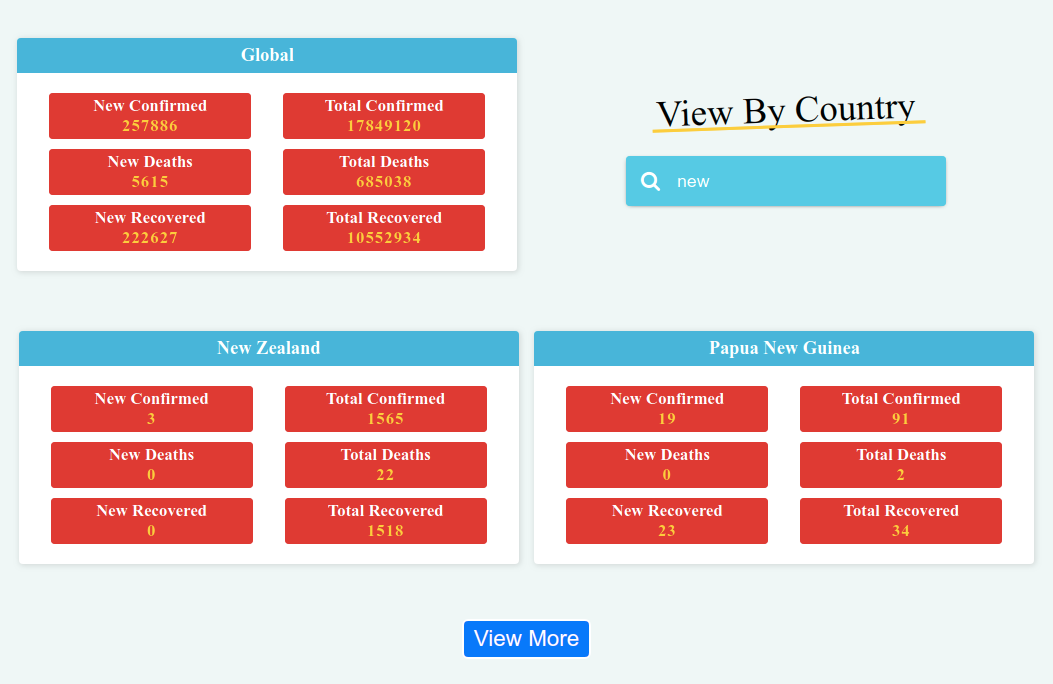 Global
New Confirmed
257886
Total Confirmed
17849120
New Deaths
5615
Total Deaths
685038
New Recovered
222627
Total Recovered
10552934
View By Country
new
New Zealand
New Confirmed
3
Total Confirmed
1565
New Deaths
0
Total Deaths
22
New Recovered
0
Total Recovered
1518
Papua New Guinea
New Confirmed
19
Total Confirmed
91
New Deaths
0
Total Deaths
2
New Recovered
23
Total Recovered
34
View More